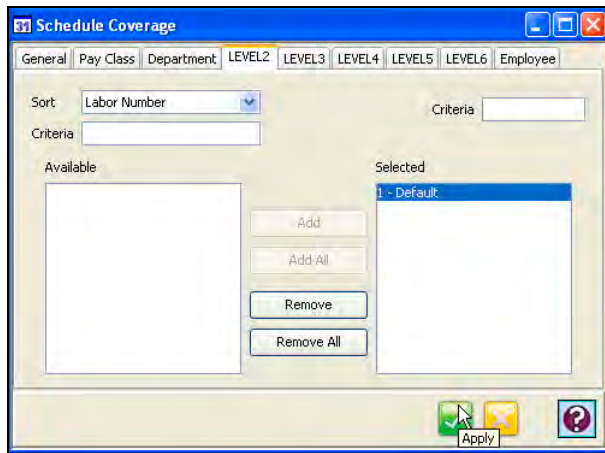 31 Schedule Coverage
General Pay Class Department LEVEL2 LEVEL3 LEVEL4 LEVEL5 LEVEL6 Employee
Sort Labor Number Criteria
Criteria
Available Selected
1 - Default
Add
Add All
Remove
Remove All
?
Apply